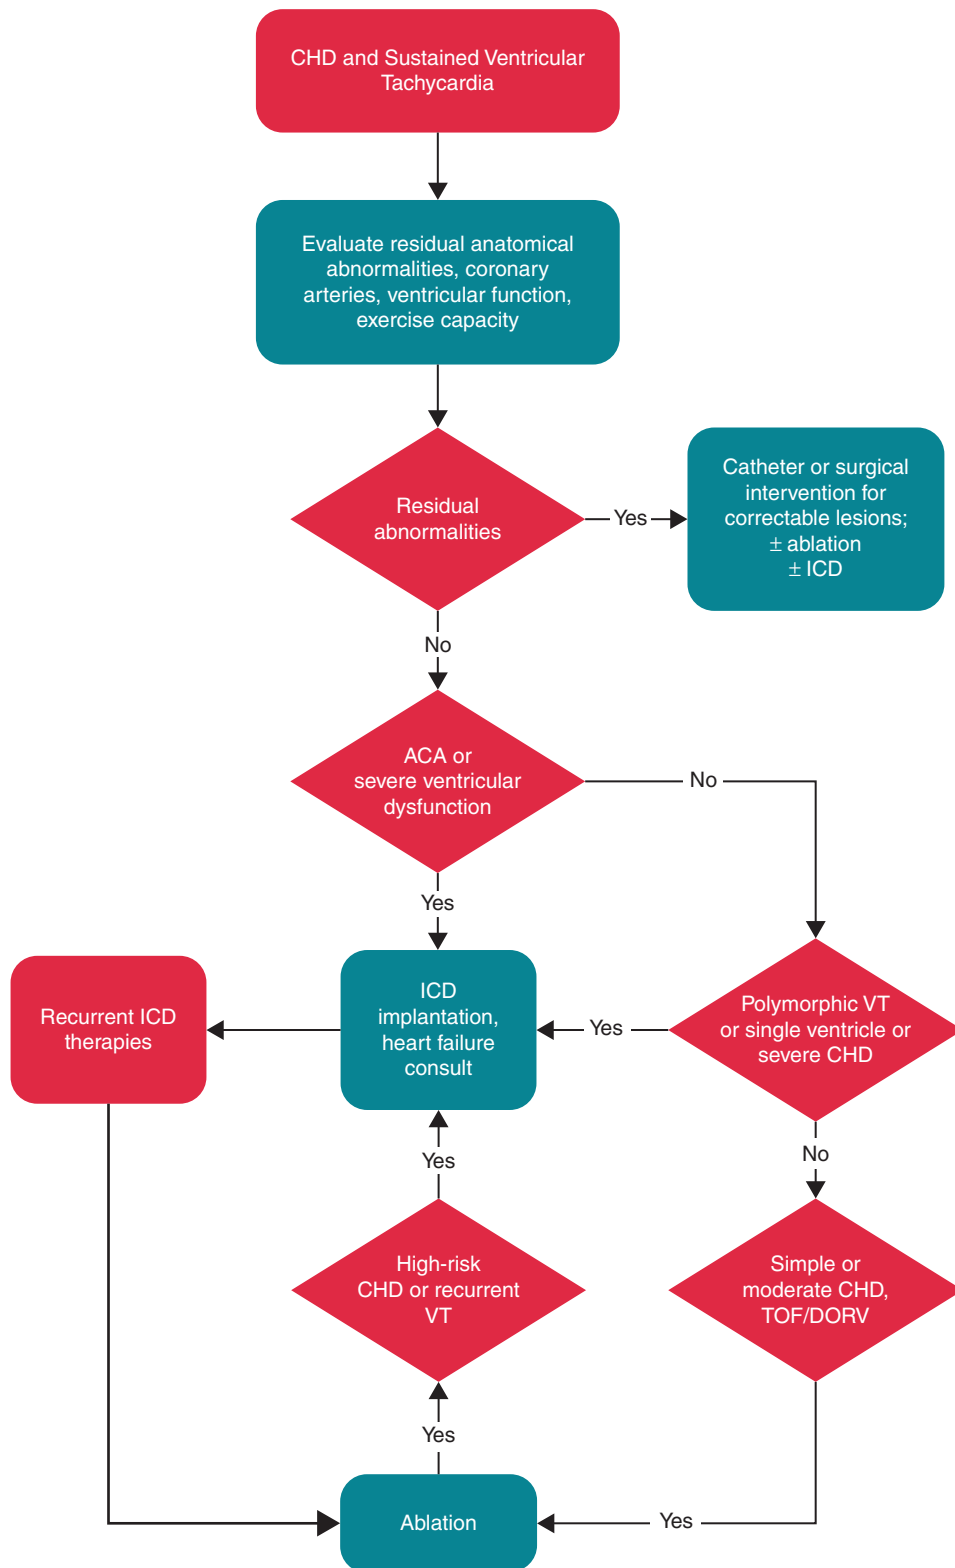 CHD and Sustained Ventricular
Tachycardia
Evaluate residual anatomical
abnormalities, coronary
arteries, ventricular function,
exercise capacity
Residual
abnormalities
Yes
Catheter or surgical
intervention for
correctable lesions;
± ablation
± ICD
No
ACA or
severe ventricular
dysfunction
No
Yes
Recurrent ICD
therapies
ICD
implantation,
heart failure
consult
Yes
Polymorphic VT
or single ventricle or
severe CHD
Yes
No
High-risk
CHD or recurrent
VT
Simple or
moderate CHD,
TOF/DORV
Yes
Ablation
Yes